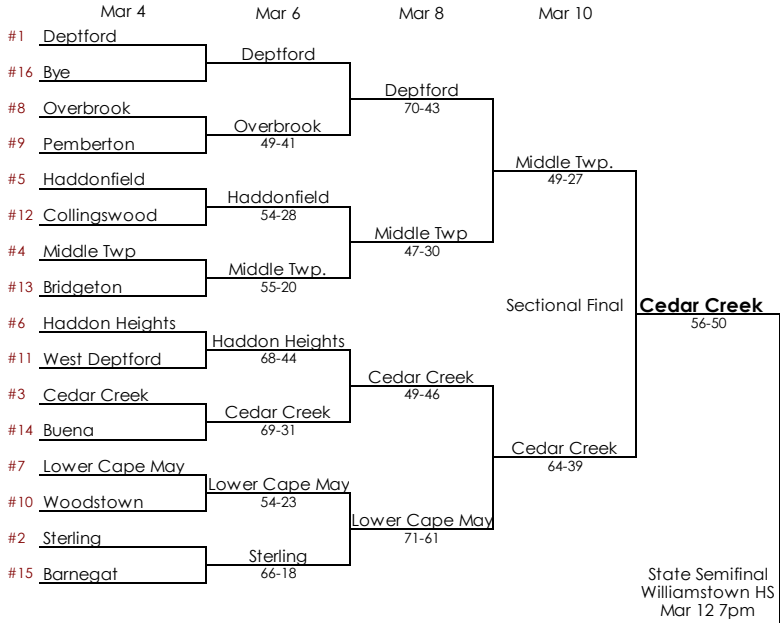 Mar 4
Mar 6
Mar 8
Mar 10
#1 Deptford
#16 Bye
#8 Overbrook
#9 Pemberton
#5 Haddonfield
#12 Collingswood
#4 Middle Twp
#13 Bridgeton
#6 Haddon Heights
#11 West Deptford
#3 Cedar Creek
#14 Buena
#7 Lower Cape May
#10 Woodstown
#2 Sterling
#15 Barnegat
Deptford
Overbrook
49-41
Haddonfield
54-28
Middle Twp.
55-20
Haddon Heights
68-44
Cedar Creek
69-31
Lower Cape May
54-23
Sterling
66-18
Deptford
70-43
Middle Twp
47-30
Cedar Creek
49-46
Lower Cape May
71-61
Middle Twp.
49-27
Cedar Creek
64-39
Sectional Final
Cedar Creek
56-50
State Semifinal
Williamstown HS
Mar 12 7pm